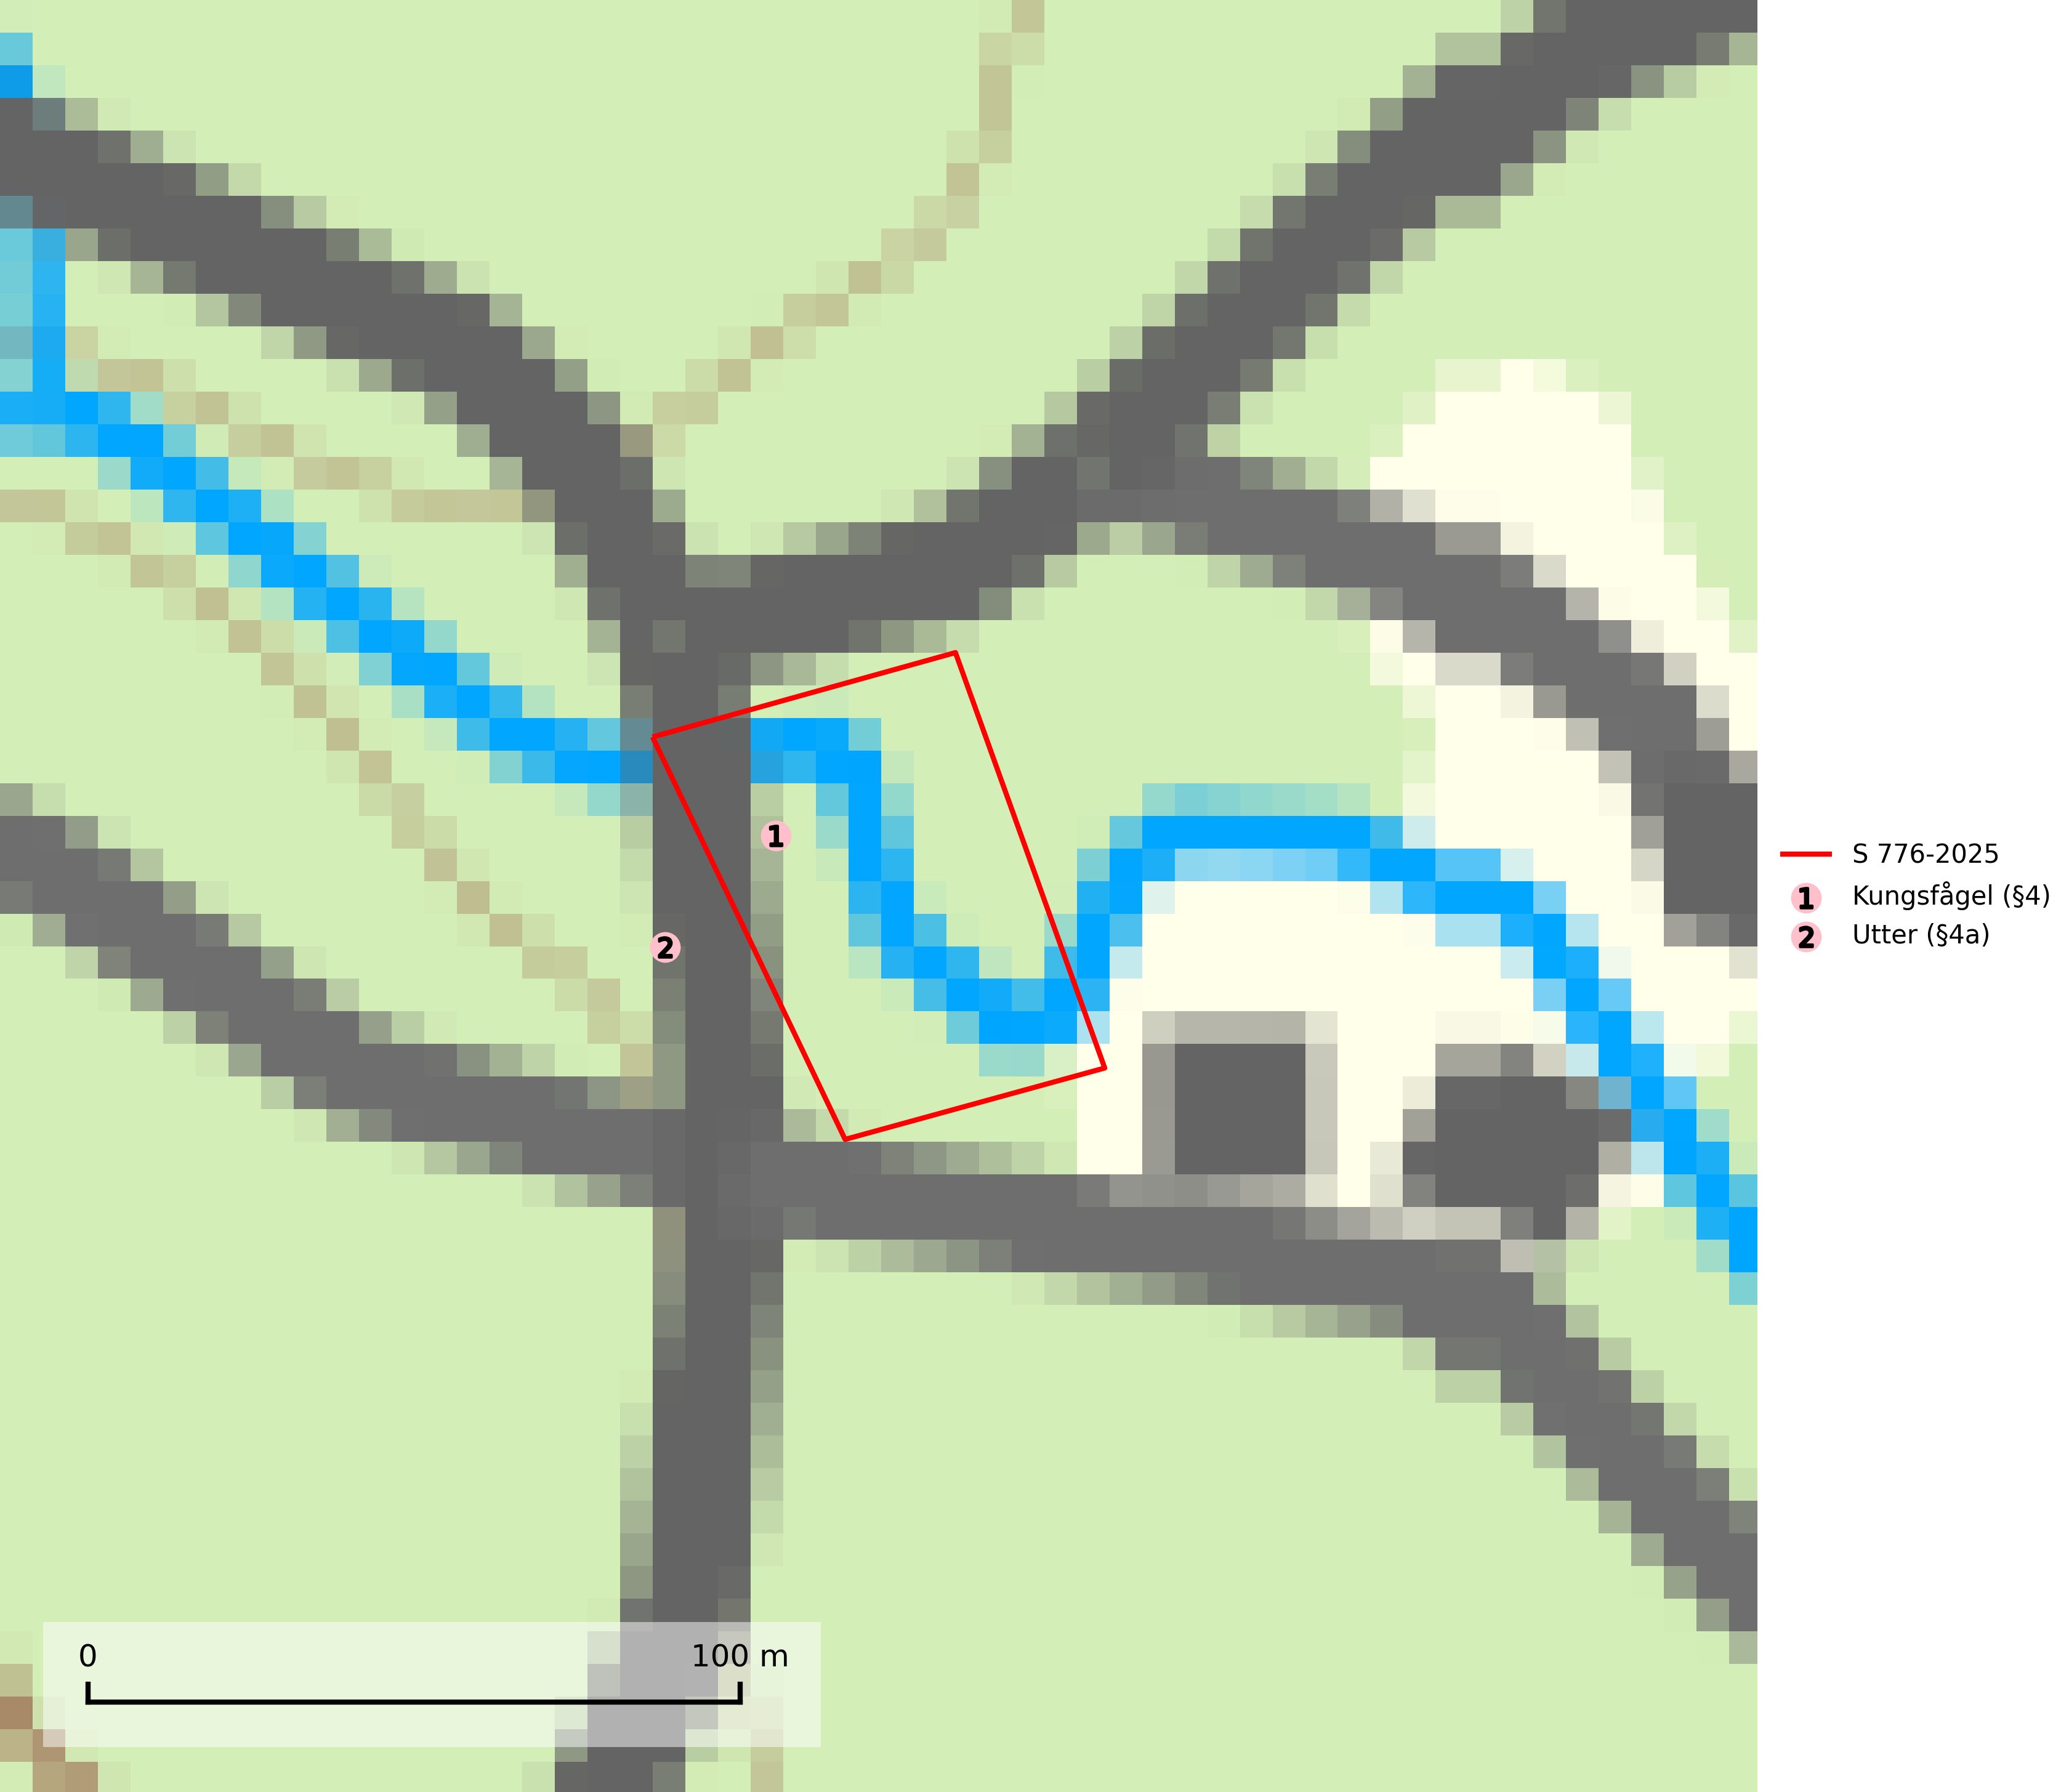 1
2
S 776-2025
1 Kungsfågel (§4)
2 Utter (§4a)
0 100 m